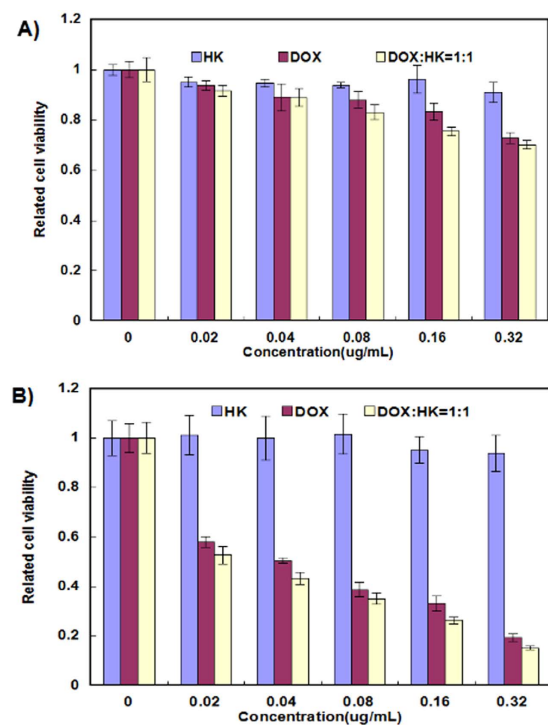 A)
1.2
HK DOX DOX:HK=1:1
1
0.8
0.6
0.4
0.2
0
Related cell viability
0 0.02 0.04 0.08 0.16 0.32
Concentration(ug/mL)
B)
1.2
HK DOX DOX:HK=1:1
1
0.8
0.6
0.4
0.2
0
Related cell viability
0 0.02 0.04 0.08 0.16 0.32
Concentration(ug/mL)